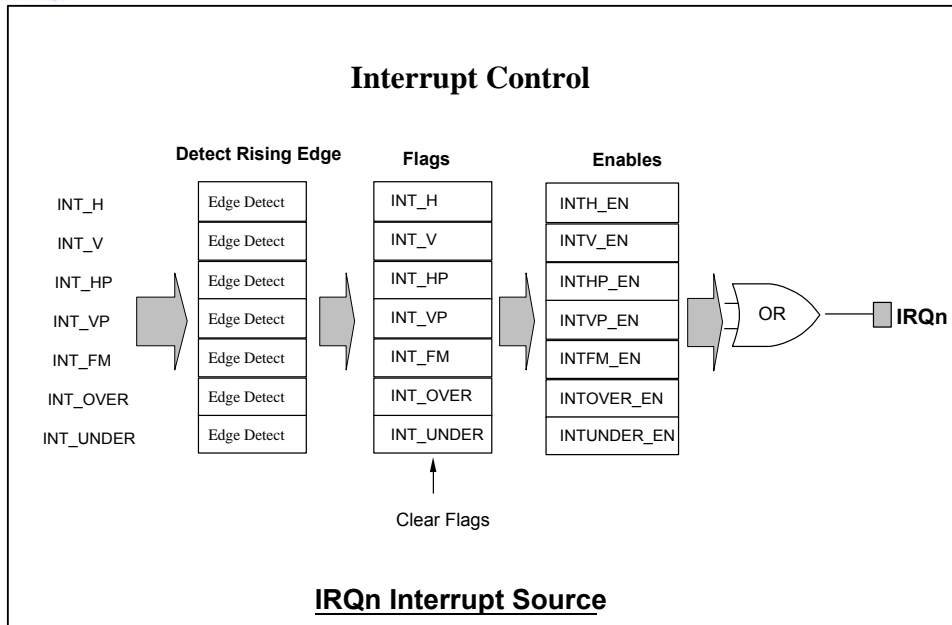 Interrupt Control
Detect Rising Edge
Flags
Enables
INT_H
Edge Detect
INT_H
INTH_EN
INT_V
Edge Detect
INT_V
INTV_EN
INT_HP
Edge Detect
INT_HP
INTHP_EN
INT_VP
Edge Detect
INT_VP
INTVP_EN
OR
IRQn
INT_FM
Edge Detect
INT_FM
INTFM_EN
INT_OVER
Edge Detect
INT_OVER
INTOVER_EN
INT_UNDER
Edge Detect
INT_UNDER
INTUNDER_EN
Clear Flags
IRQn Interrupt Source